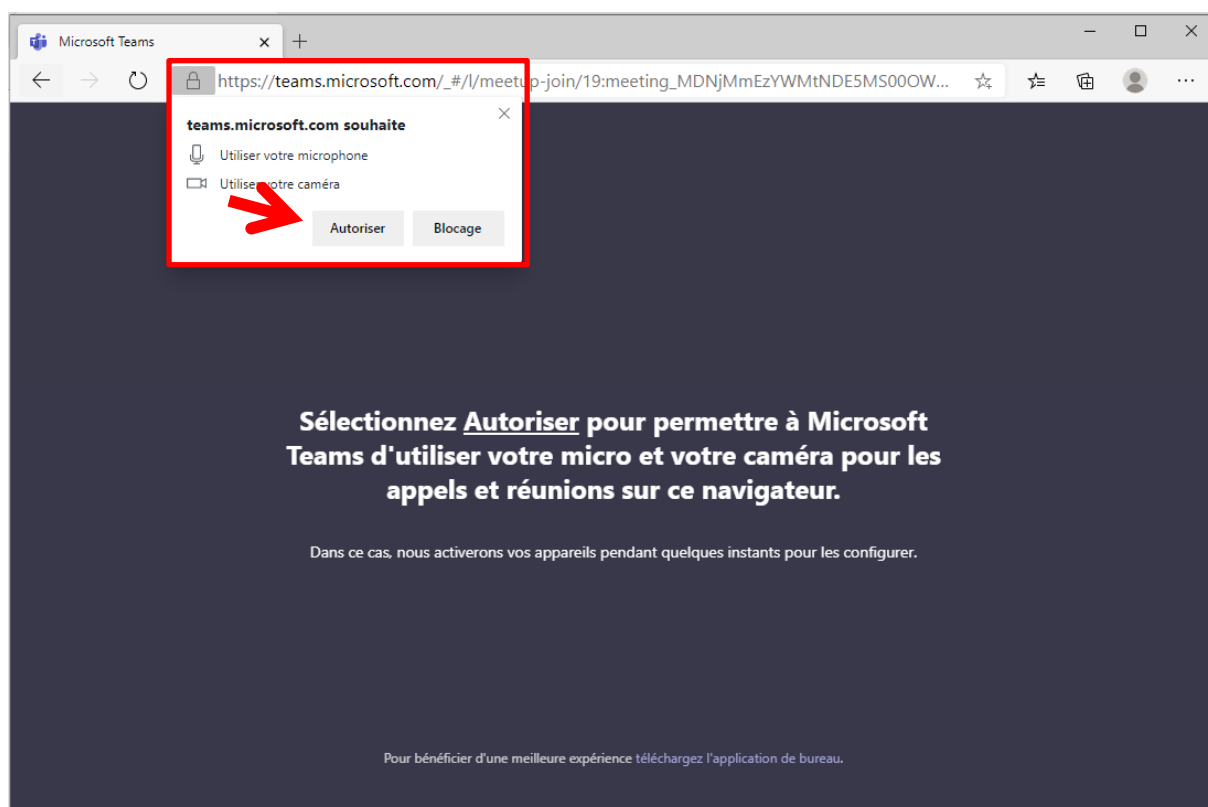 Microsoft Teams
https://teams.microsoft.com/_#/l/meetup-join/19:meeting_MDNjMmEzYWMtNDE5MS00OW...
teams.microsoft.com souhaite
Utiliser votre microphone
Utiliser votre caméra
Autoriser Blocage
Sélectionnez Autoriser pour permettre à Microsoft
Teams d'utiliser votre micro et votre caméra pour les
appels et réunions sur ce navigateur.
Dans ce cas, nous activerons vos appareils pendant quelques instants pour les configurer.
Pour bénéficier d'une meilleure expérience téléchargez l'application de bureau.